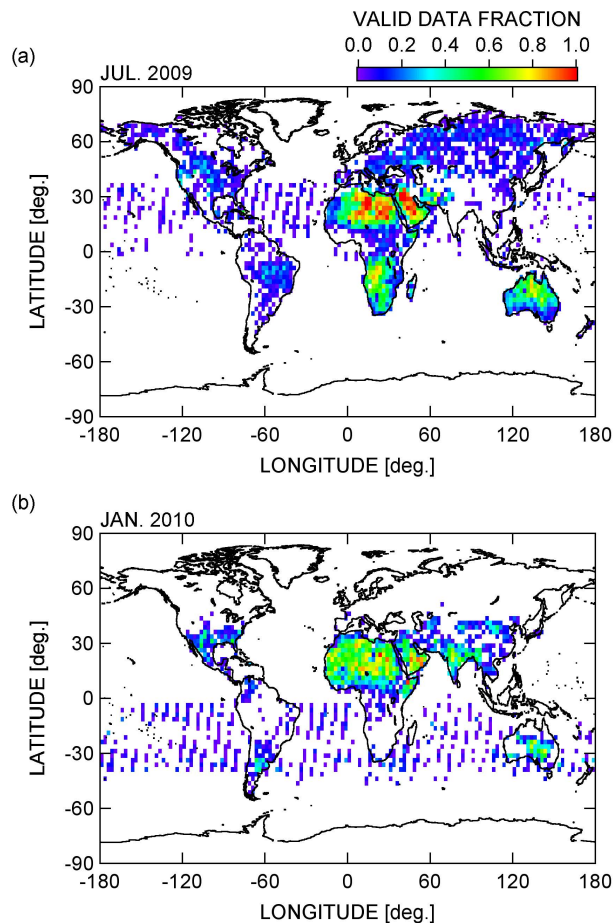 VALID DATA FRACTION
(a)
0.0 0.2 0.4 0.6 0.8 1.0
JUL. 2009
90
60
30
0
-30
-60
-90
LATITUDE [deg.]
-180 -120 -60 0 60 120 180
LONGITUDE [deg.]
(b)
JAN. 2010
90
60
30
0
-30
-60
-90
LATITUDE [deg.]
-180 -120 -60 0 60 120 180
LONGITUDE [deg.]